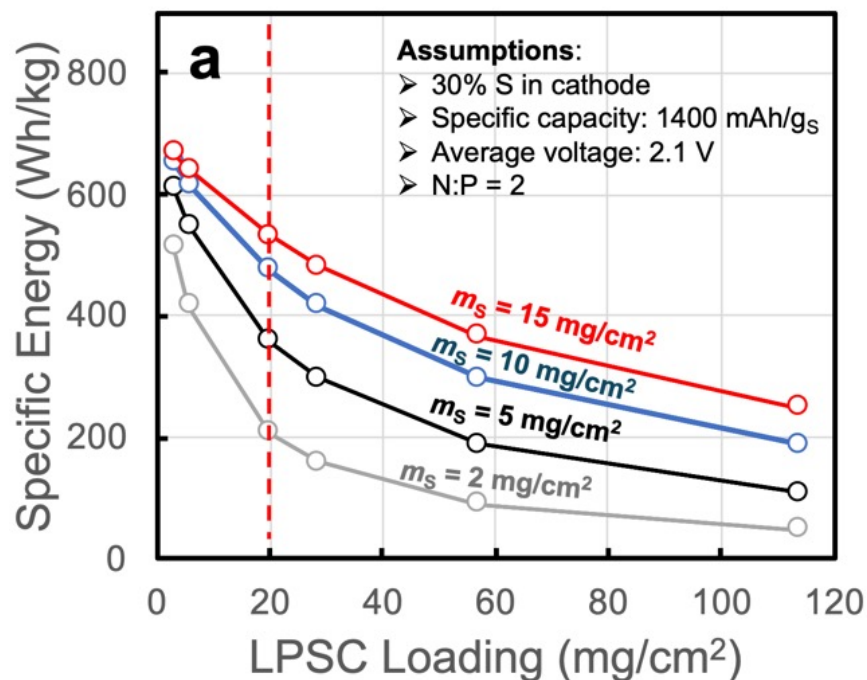 a
Assumptions:
➢ 30% S in cathode
➢ Specific capacity: 1400 mAh/gS
➢ Average voltage: 2.1 V
➢ N:P = 2
Specific Energy (Wh/kg)
800
600
400
200
0
mS = 15 mg/cm²
mS = 10 mg/cm²
mS = 5 mg/cm²
mS = 2 mg/cm²
0 20 40 60 80 100 120
LPSC Loading (mg/cm²)